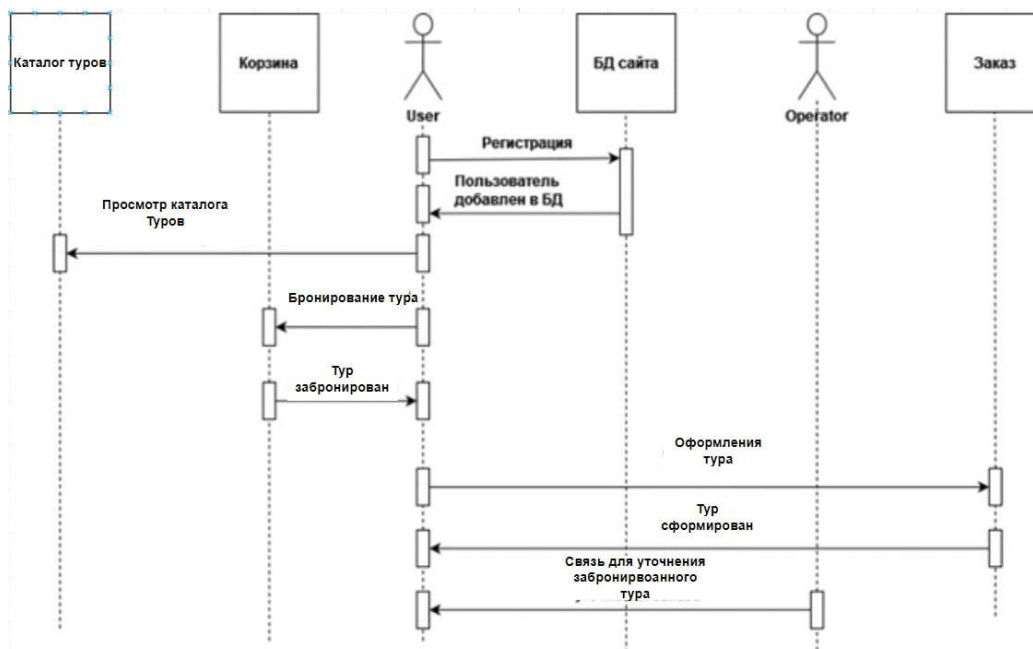 Каталог туров
Корзина
User
БД сайта
Operator
Заказ
Регистрация
Пользователь
добавлен в БД
Просмотр каталога
Туров
Бронирование тура
Тур
забронирован
Оформления
тура
Тур
сформирован
Связь для уточнения
забронирвоанного
тура